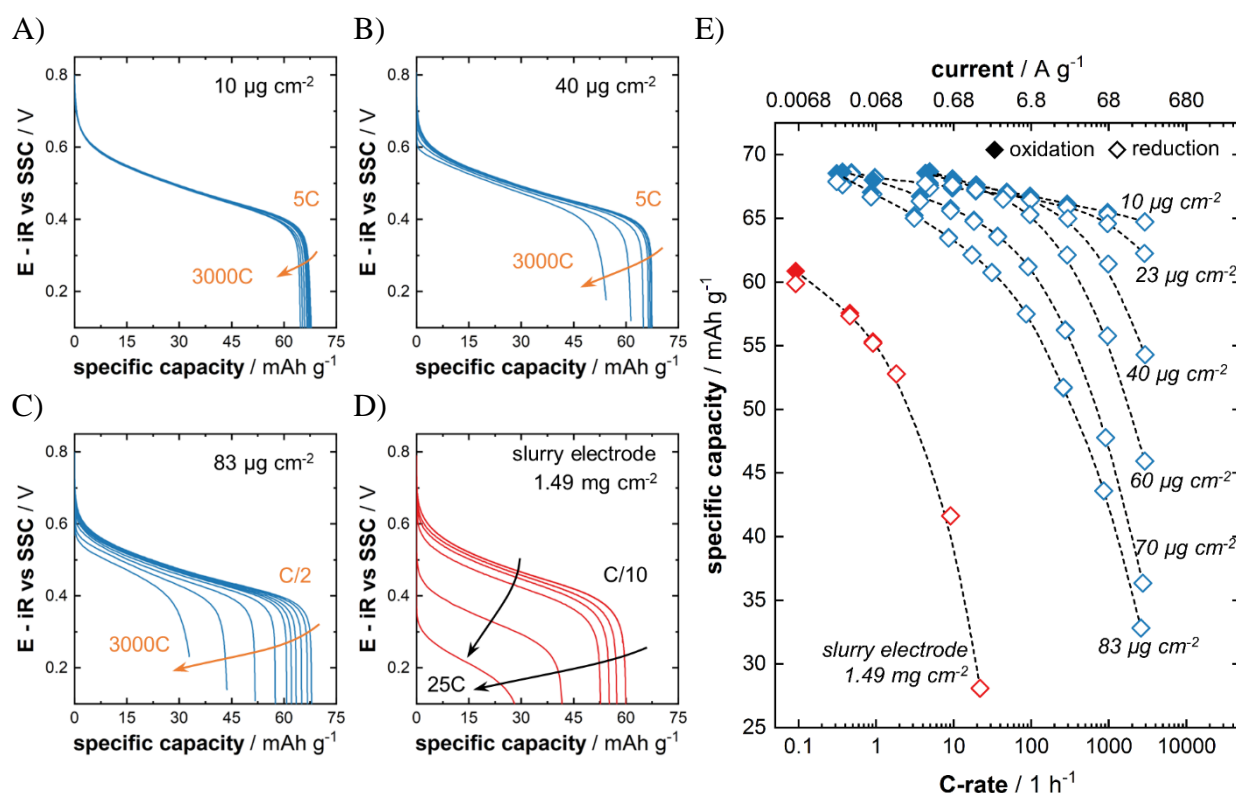 A)
10 µg cm-2
E - iR vs SSC / V
0.8
0.6
0.4
0.2
5C
3000C
0 15 30 45 60 75
specific capacity / mAh g-1
B)
40 µg cm-2
E - iR vs SSC / V
0.8
0.6
0.4
0.2
5C
3000C
0 15 30 45 60 75
specific capacity / mAh g-1
C)
83 µg cm-2
E - iR vs SSC / V
0.8
0.6
0.4
0.2
C/2
3000C
0 15 30 45 60 75
specific capacity / mAh g-1
D)
slurry electrode
1.49 mg cm-2
E - iR vs SSC / V
0.8
0.6
0.4
0.2
C/10
25C
0 15 30 45 60 75
specific capacity / mAh g-1
E)
current / A g-1
0.0068 0.068 0.68 6.8 68 680
oxidation reduction
specific capacity / mAh g-1
70
65
60
55
50
45
40
35
30
25
10 µg cm-2
23 µg cm-2
40 µg cm-2
60 µg cm-2
70 µg cm-2
83 µg cm-2
slurry electrode
1.49 mg cm-2
0.1 1 10 100 1000 10000
C-rate / 1 h-1